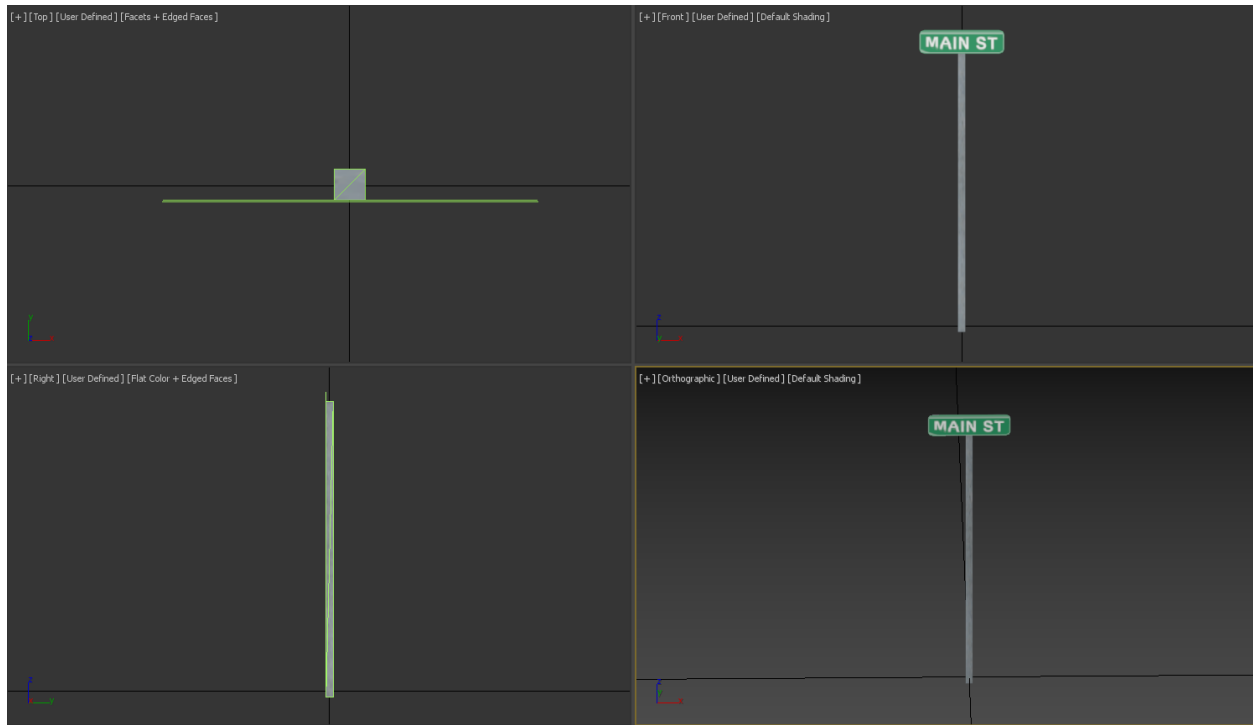 [+] [Top] [User Defined] [Facets + Edged Faces]
[+] [Front] [User Defined] [Default Shading]
MAIN ST
y
x
z
y
x
[+] [Right] [User Defined] [Flat Color + Edged Faces]
[+] [Orthographic] [User Defined] [Default Shading]
MAIN ST
z
y
z
y
x